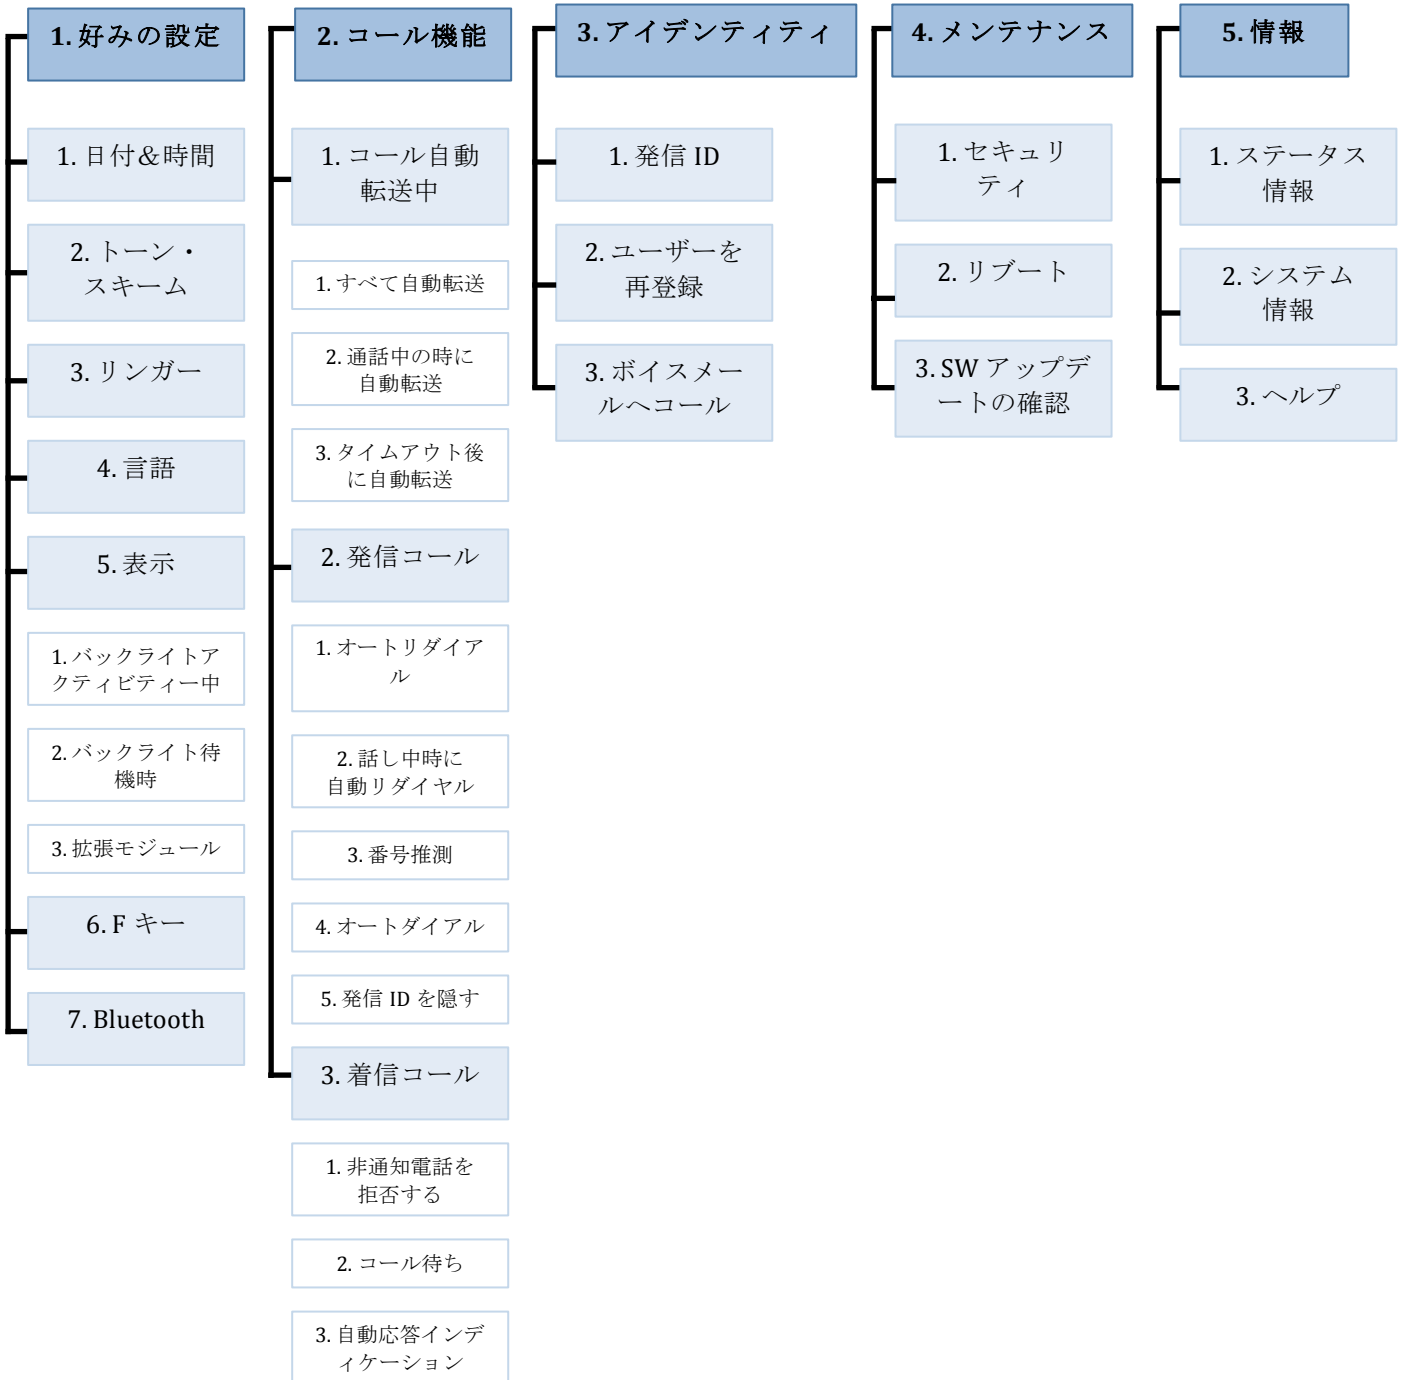 1. 好みの設定
1. 日付＆時間
2. トーン・
スキーム
3. リンガー
4. 言語
5. 表示
1. バックライトア
クティビティー中
2. バックライト待
機時
3. 拡張モジュール
6. F キー
7. Bluetooth
2. コール機能
1. コール自動
転送中
1. すべて自動転送
2. 通話中の時に
自動転送
3. タイムアウト後
に自動転送
2. 発信コール
1. オートリダイア
ル
2. 話し中時に
自動リダイヤル
3. 番号推測
4. オートダイアル
5. 発信 ID を隠す
3. 着信コール
1. 非通知電話を
拒否する
2. コール待ち
3. 自動応答インデ
ィケーション
3. アイデンティティ
1. 発信 ID
2. ユーザーを
再登録
3. ボイスメー
ルへコール
4. メンテナンス
1. セキュリ
ティ
2. リブート
3. SW アップデ
ートの確認
5. 情報
1. ステータス
情報
2. システム
情報
3. ヘルプ